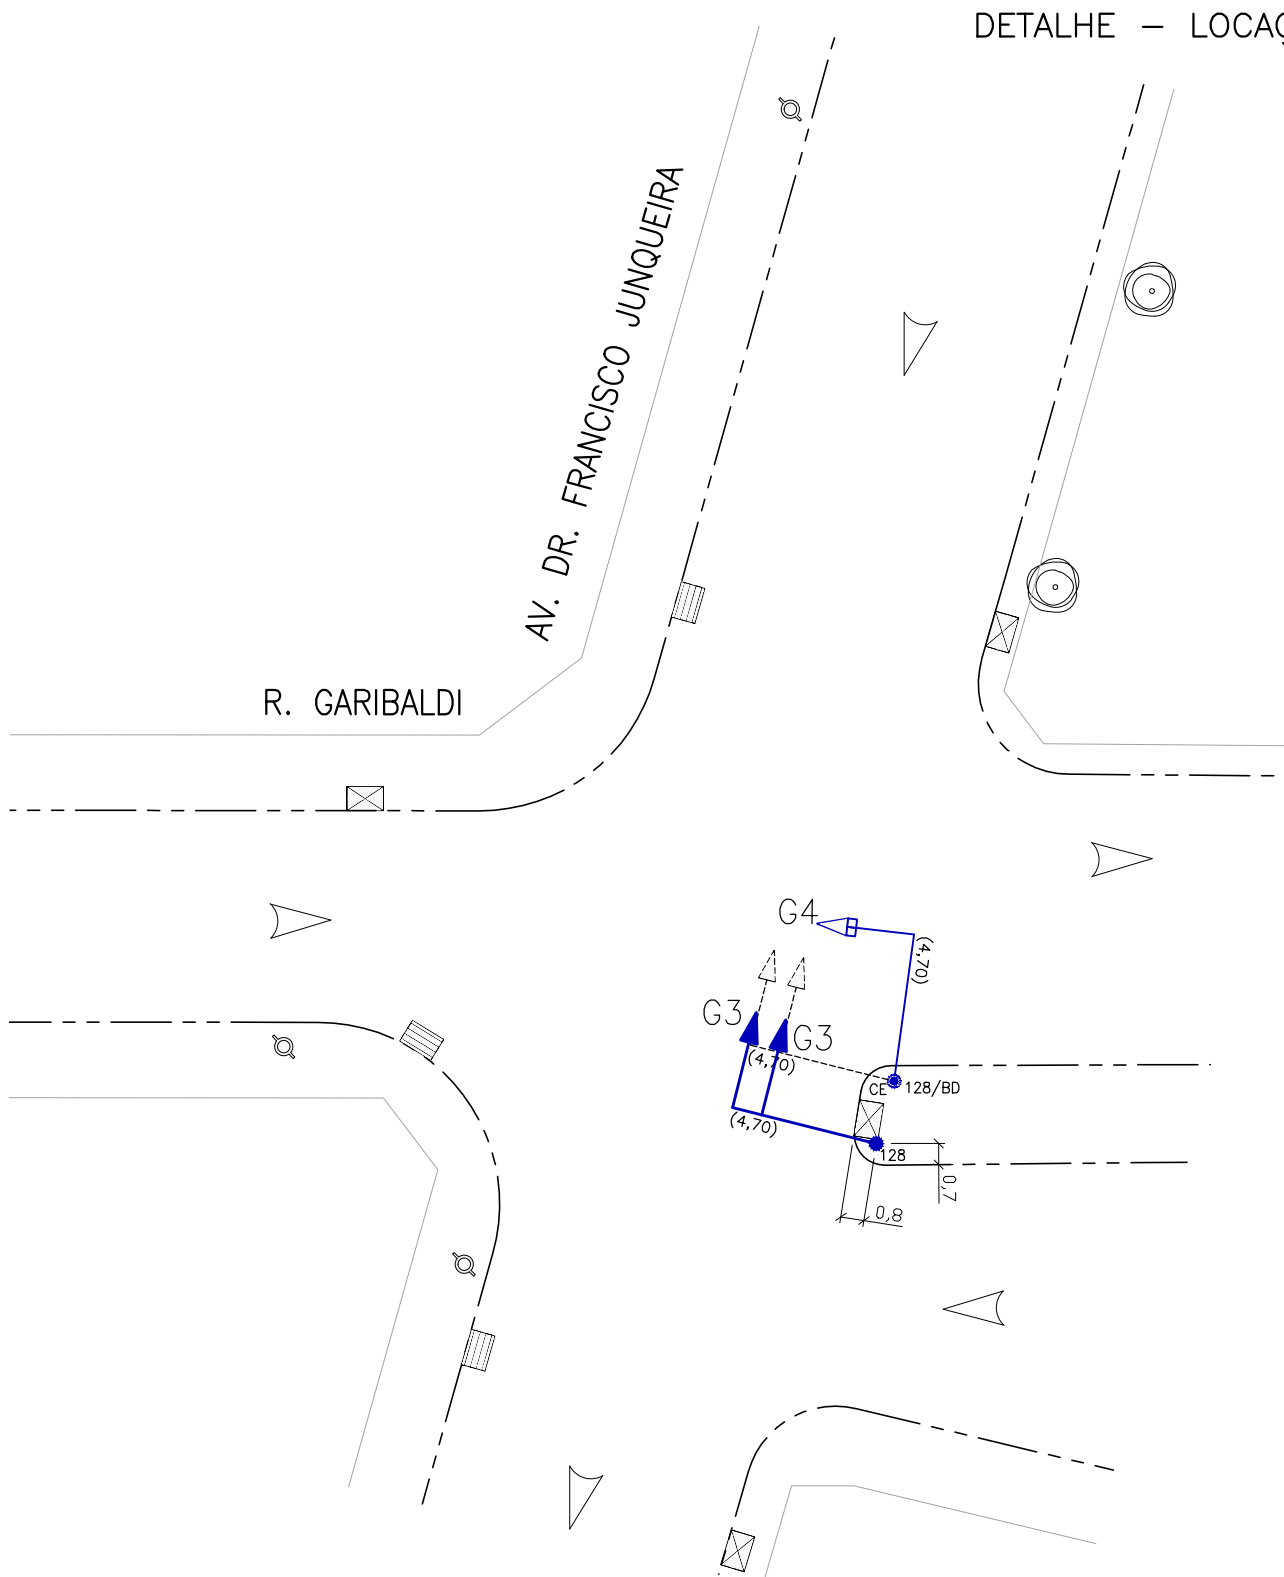 DETALHE – LOCAÇ
AV. DR. FRANCISCO JUNQUEIRA
R. GARIBALDI
G4
(4,70)
G3
G3
(4,70)
CE
128/BD
(4,70)
128
0,7
0,8